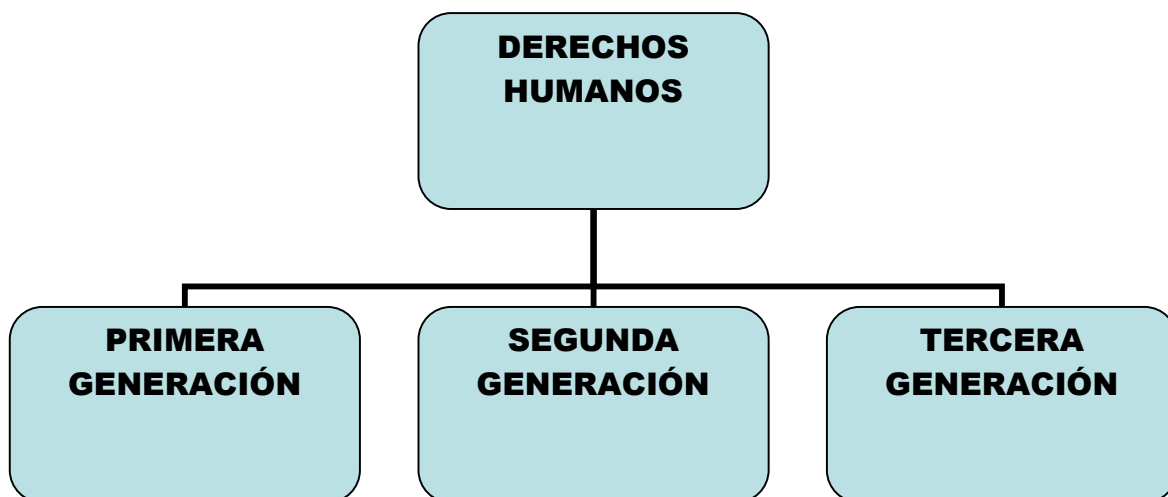 DERECHOS
HUMANOS
PRIMERA
GENERACIÓN
SEGUNDA
GENERACIÓN
TERCERA
GENERACIÓN